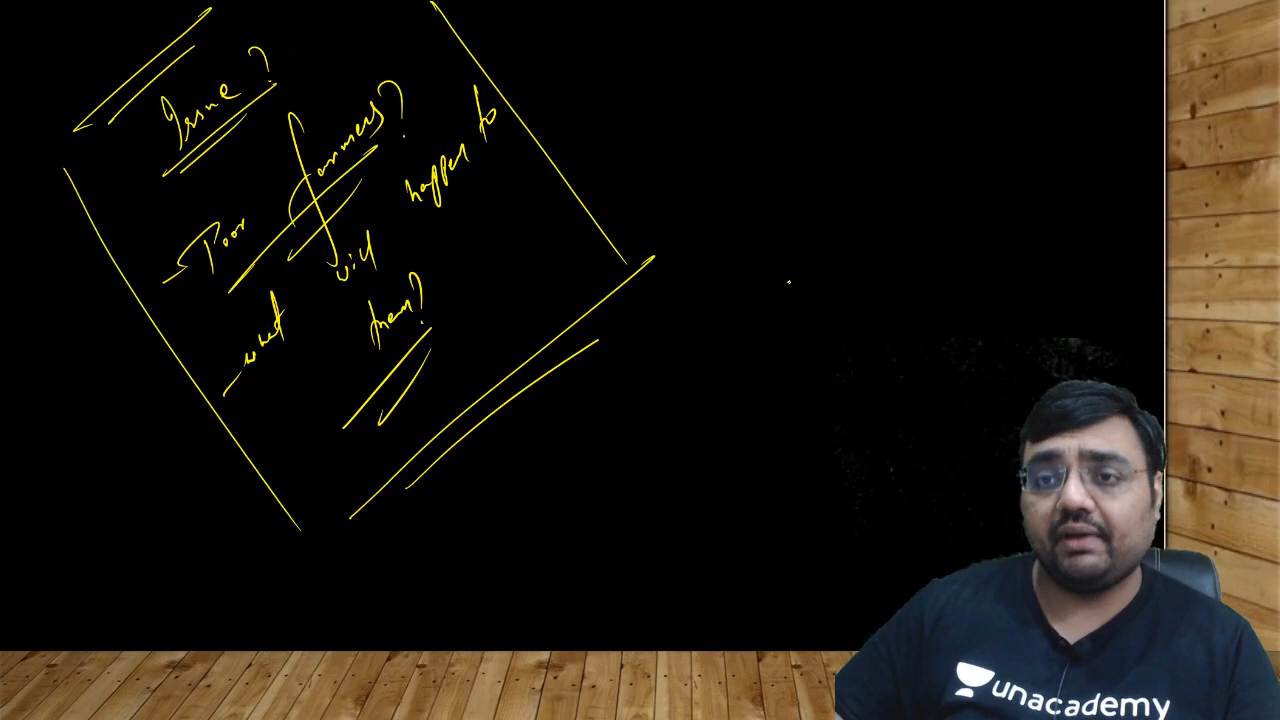 Issue?
- Poor farmers?
- what will happen to
them?
unacademy